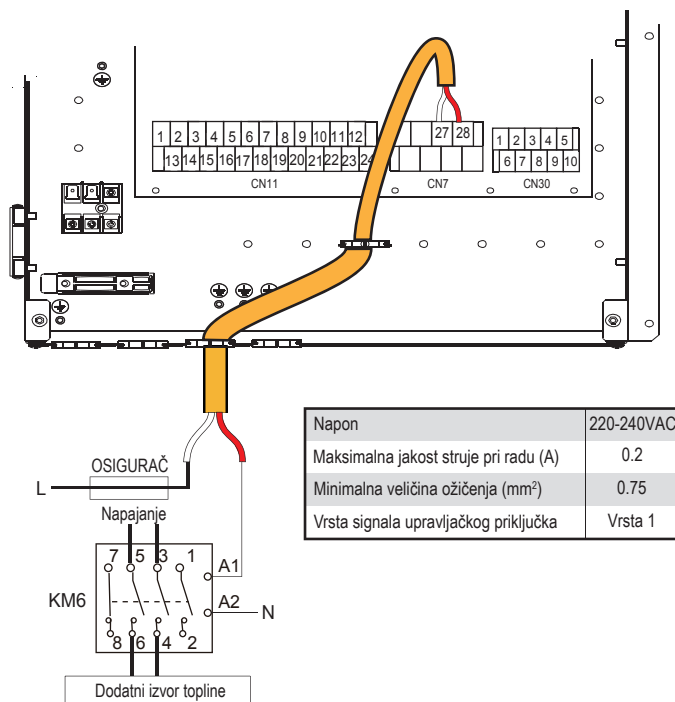 27 28
1 2 3 4 5 6 7 8 9 10 11 12
1 2 3 4 5
13 14 15 16 17 18 19 20 21 22 23 24
6 7 8 9 10
CN11
CN7
CN30
Napon 220-240VAC
Maksimalna jakost struje pri radu (A) 0.2
Minimalna veličina ožičenja (mm²) 0.75
Vrsta signala upravljačkog priključka Vrsta 1
OSIGURAČ
L
Napajanje
7 5 3 1
A1
KM6
A2
N
8 6 4 2
Dodatni izvor topline